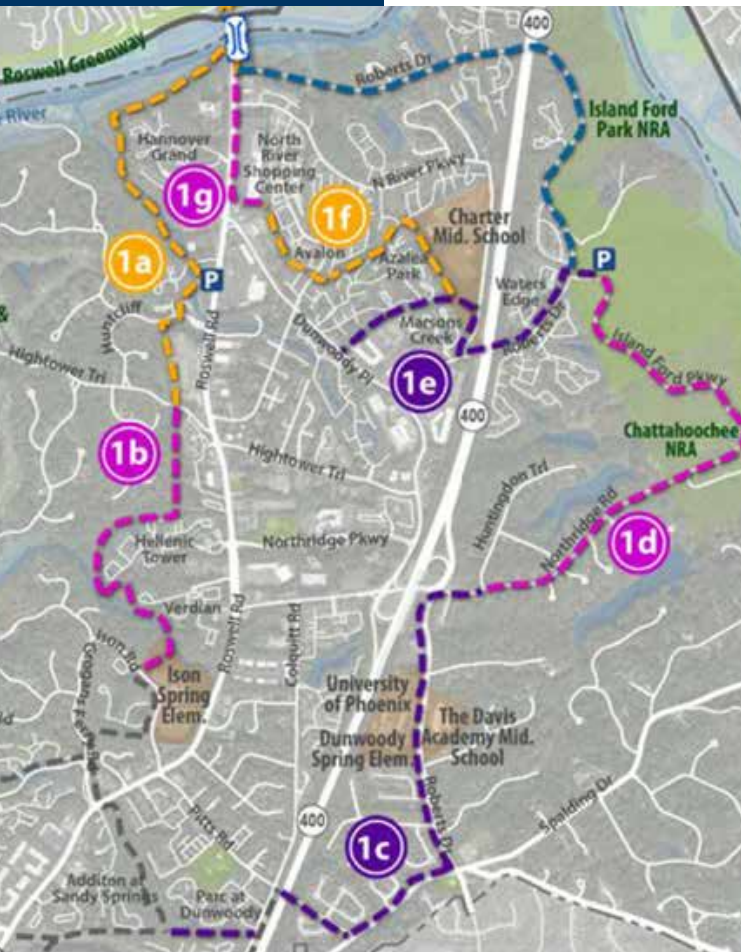 400
Roswell Greenway
Roberts Dr
River
Island Ford
Park NRA
Hannover
Grand
North
River
Shopping
Center
N River Pkwy
1g
1f
Charter
Mid. School
Avalon
Azalea
Park
1a
P
P
Waters
Edge
Huntcliff
Roswell Rd
Dunwoody Pl
Marsons
Creek
Roberts Dr
&
Hightower Trl
1e
Island Ford Pkwy
400
Chattahoochee
NRA
1b
Hightower Trl
Huntingdon Trl
Northridge Rd
1d
Hellenic
Tower
Northridge Pkwy
Verdian
Roswell Rd
Colquitt Rd
Ison Rd
Ison
Spring
Elem.
University
of Phoenix
Dunwoody
Spring Elem.
The Davis
Academy Mid.
School
Roberts Dr
Spalding Dr
400
Pitts Rd
1c
Additon at
Sandy Springs
Parc at
Dunwoody